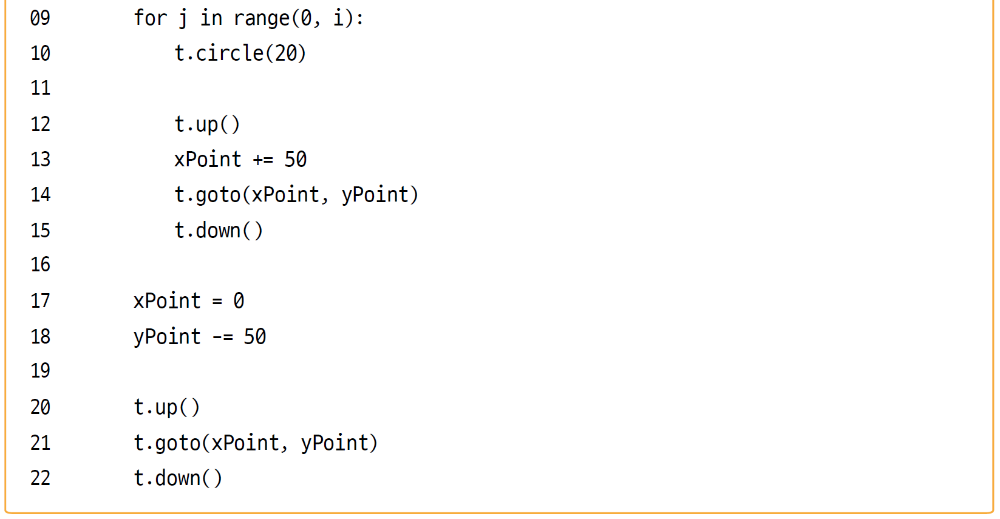 09 for j in range(0, i):
10 t.circle(20)
11
12 t.up()
13 xPoint += 50
14 t.goto(xPoint, yPoint)
15 t.down()
16
17 xPoint = 0
18 yPoint -= 50
19
20 t.up()
21 t.goto(xPoint, yPoint)
22 t.down()